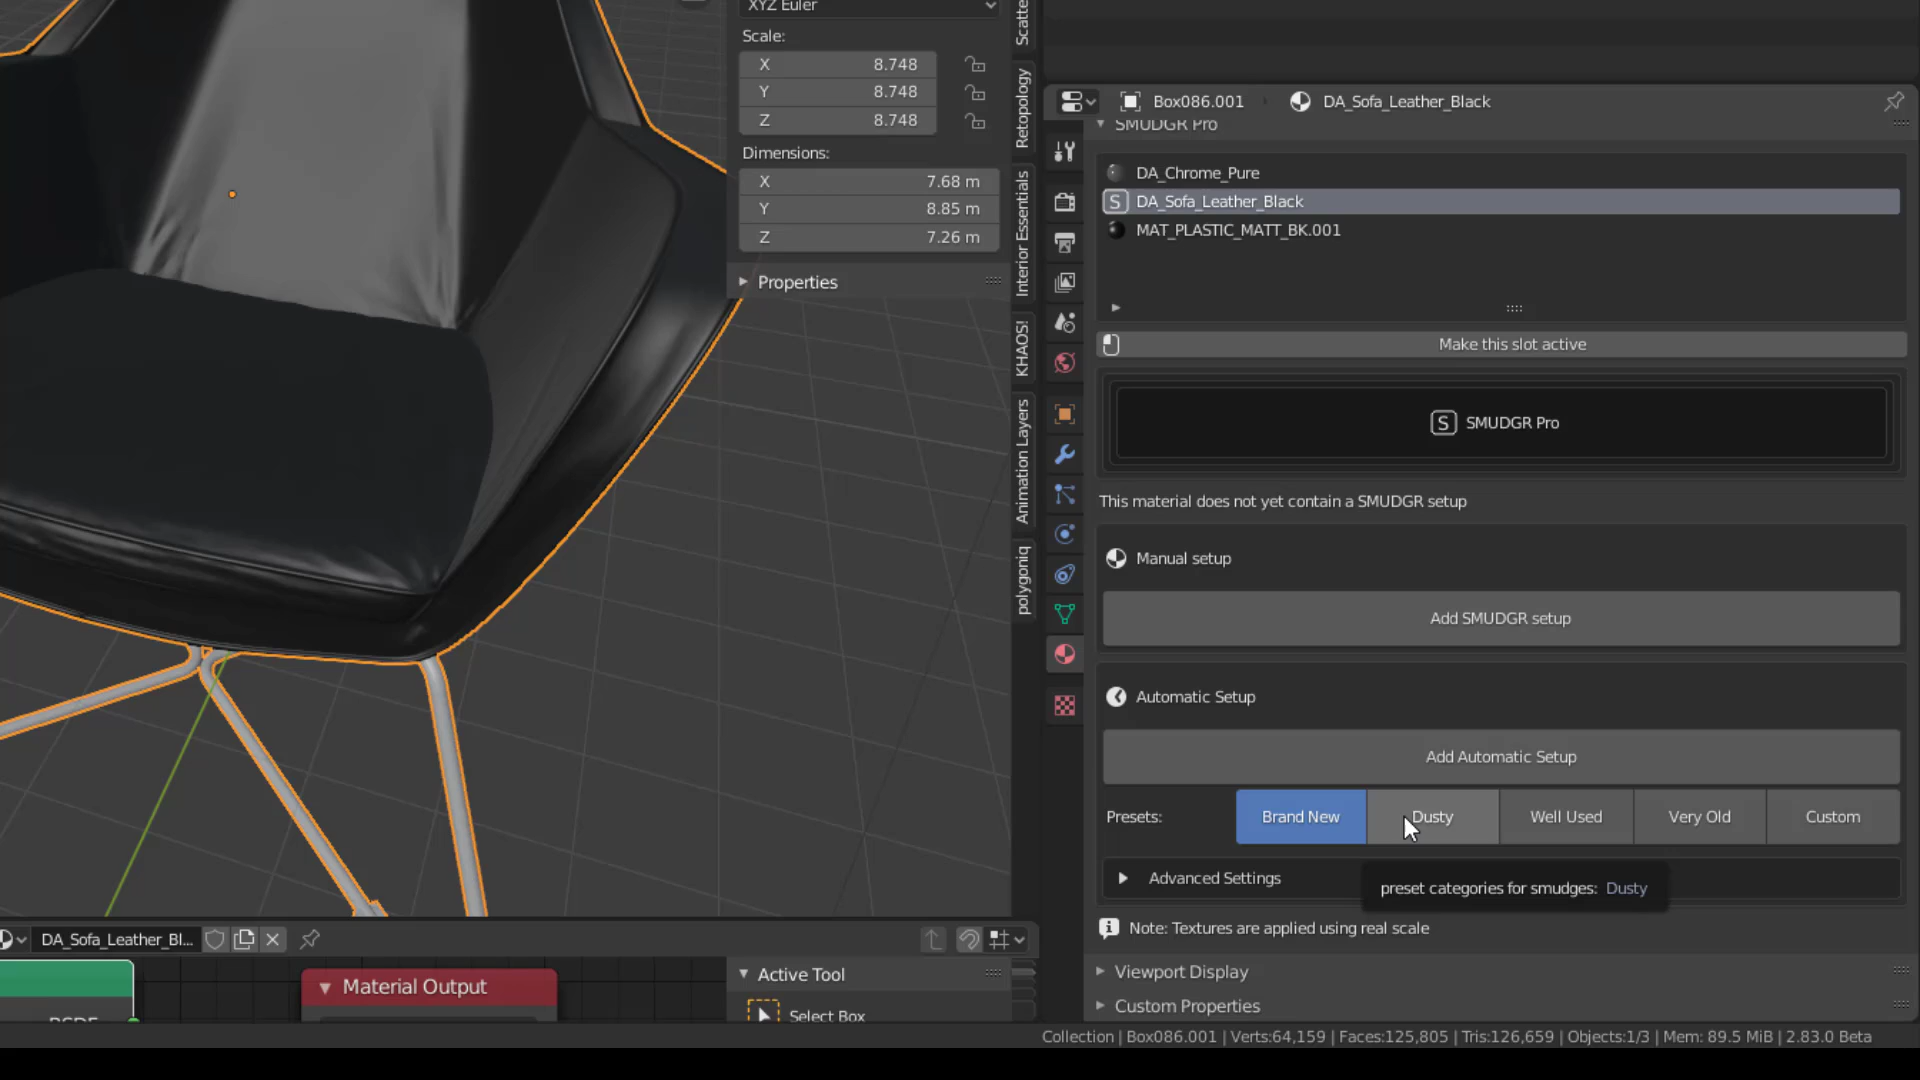 XYZ Euler
Scale:
X 8.748
Y 8.748
Z 8.748
Dimensions:
X 7.68 m
Y 8.85 m
Z 7.26 m
Properties
Scatte
Retopology
Interior Essentials
KHAOS!
Animation Layers
polygoniq
Box086.001
DA_Sofa_Leather_Black
SMUDGR Pro
DA_Chrome_Pure
S DA_Sofa_Leather_Black
MAT_PLASTIC_MATT_BK.001
Make this slot active
S SMUDGR Pro
This material does not yet contain a SMUDGR setup
Manual setup
Add SMUDGR setup
Automatic Setup
Add Automatic Setup
Presets: Brand New Dusty Well Used Very Old Custom
Advanced Settings
preset categories for smudges: Dusty
Note: Textures are applied using real scale
Viewport Display
Custom Properties
DA_Sofa_Leather_Bl...
Material Output
BSDF
Active Tool
Select Box
Collection | Box086.001 | Verts:64,159 | Faces:125,805 | Tris:126,659 | Objects:1/3 | Mem: 89.5 MiB | 2.83.0 Beta